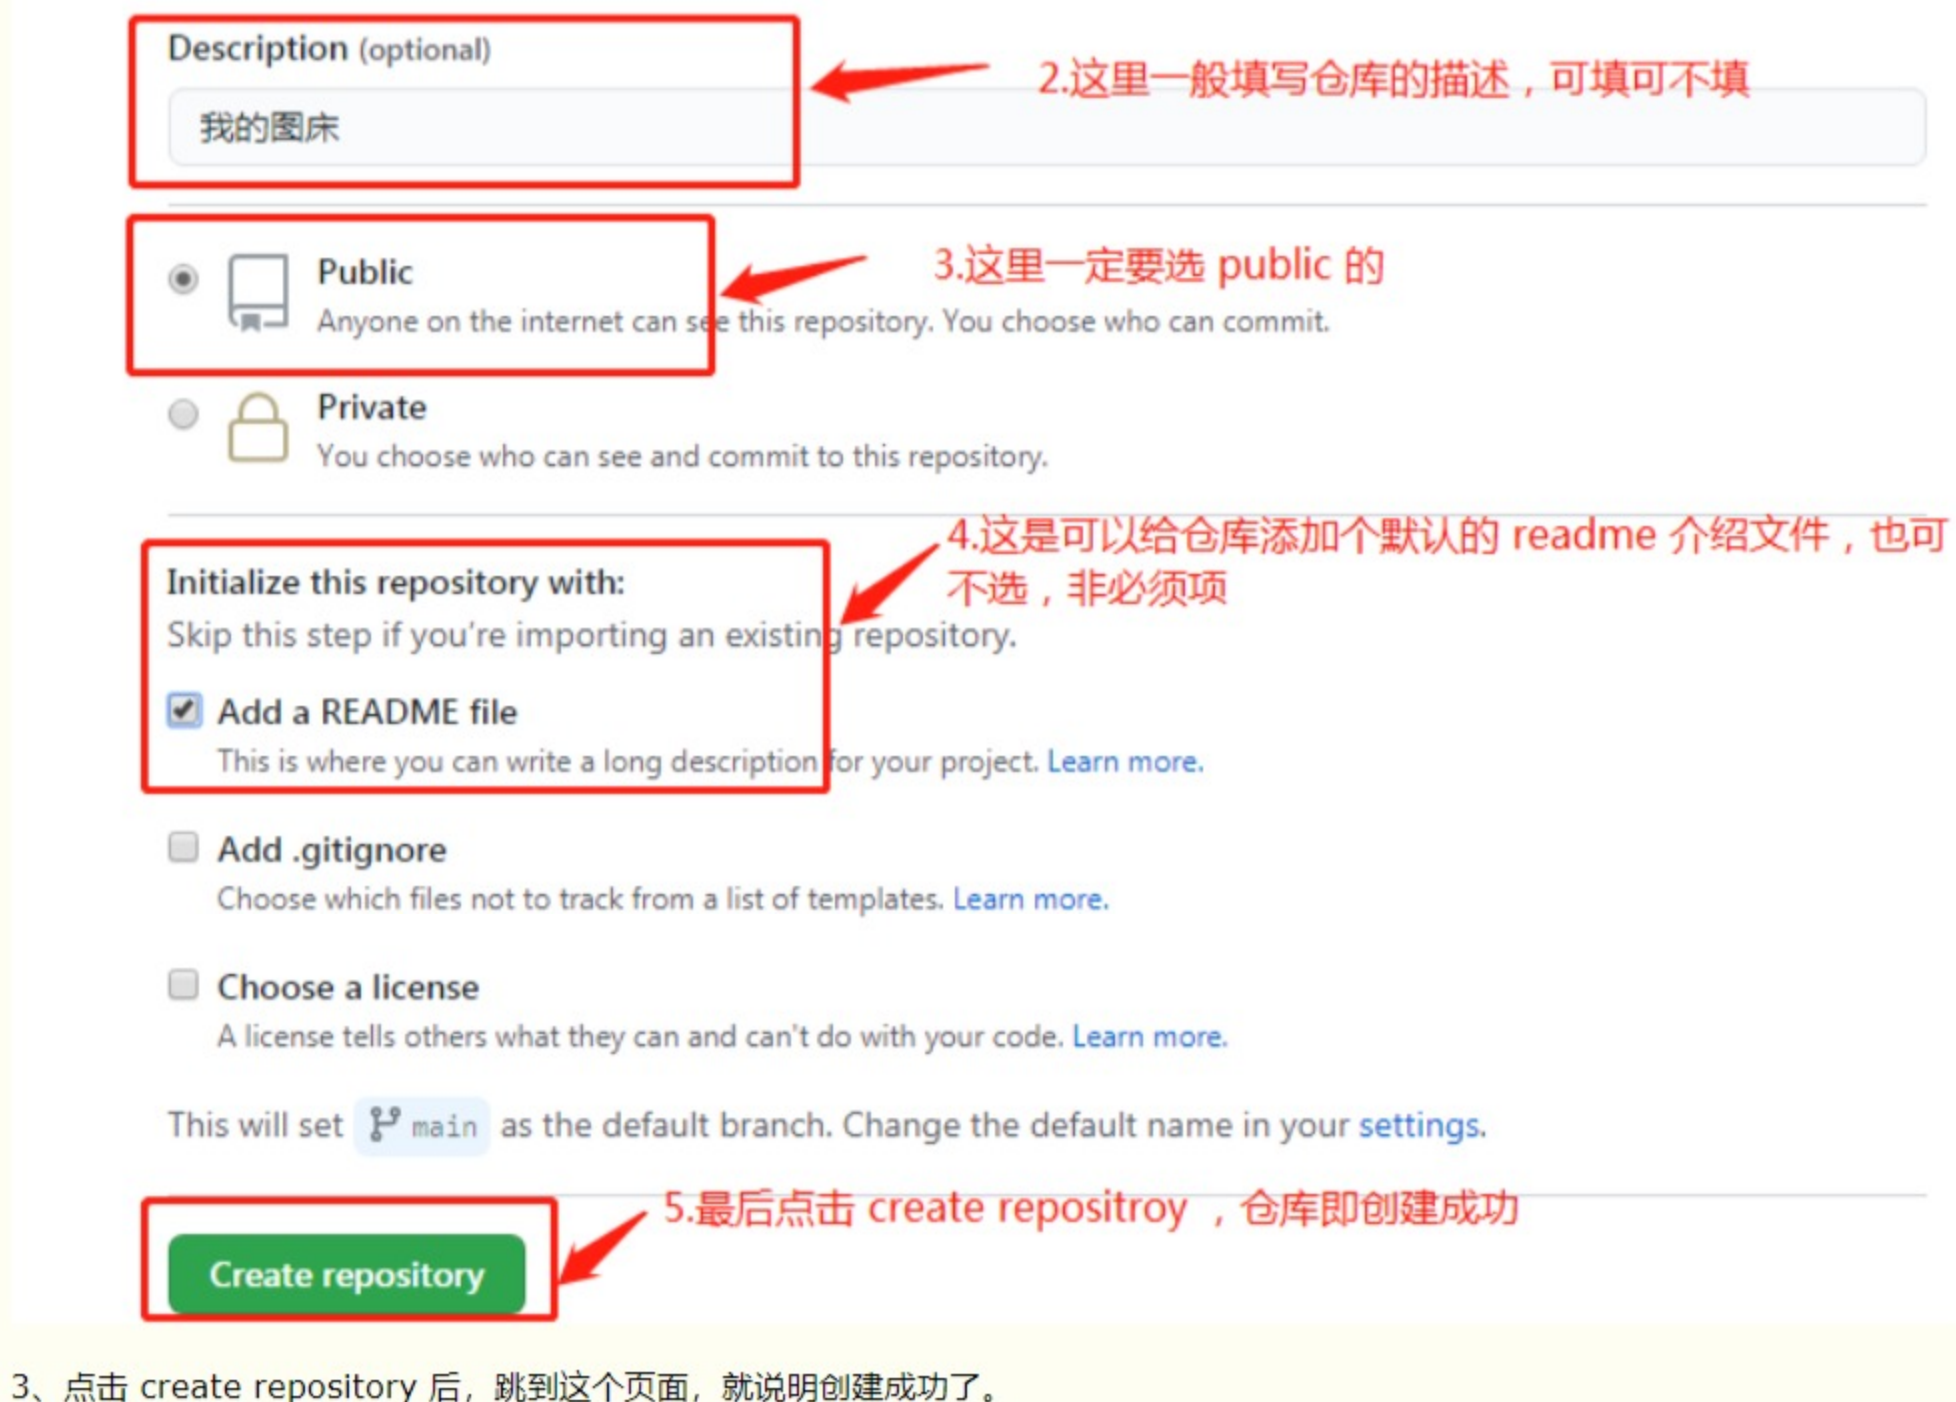 Description (optional)
2.这里一般填写仓库的描述，可填可不填
我的图床
Public
3.这里一定要选 public 的
Anyone on the internet can see this repository. You choose who can commit.
Private
You choose who can see and commit to this repository.
4.这是可以给仓库添加个默认的 readme 介绍文件，也可
不选，非必须项
Initialize this repository with:
Skip this step if you're importing an existing repository.
Add a README file
This is where you can write a long description for your project. Learn more.
Add .gitignore
Choose which files not to track from a list of templates. Learn more.
Choose a license
A license tells others what they can and can't do with your code. Learn more.
This will set main as the default branch. Change the default name in your settings.
5.最后点击 create repositroy ，仓库即创建成功
Create repository
3、点击 create repository 后，跳到这个页面，就说明创建成功了。